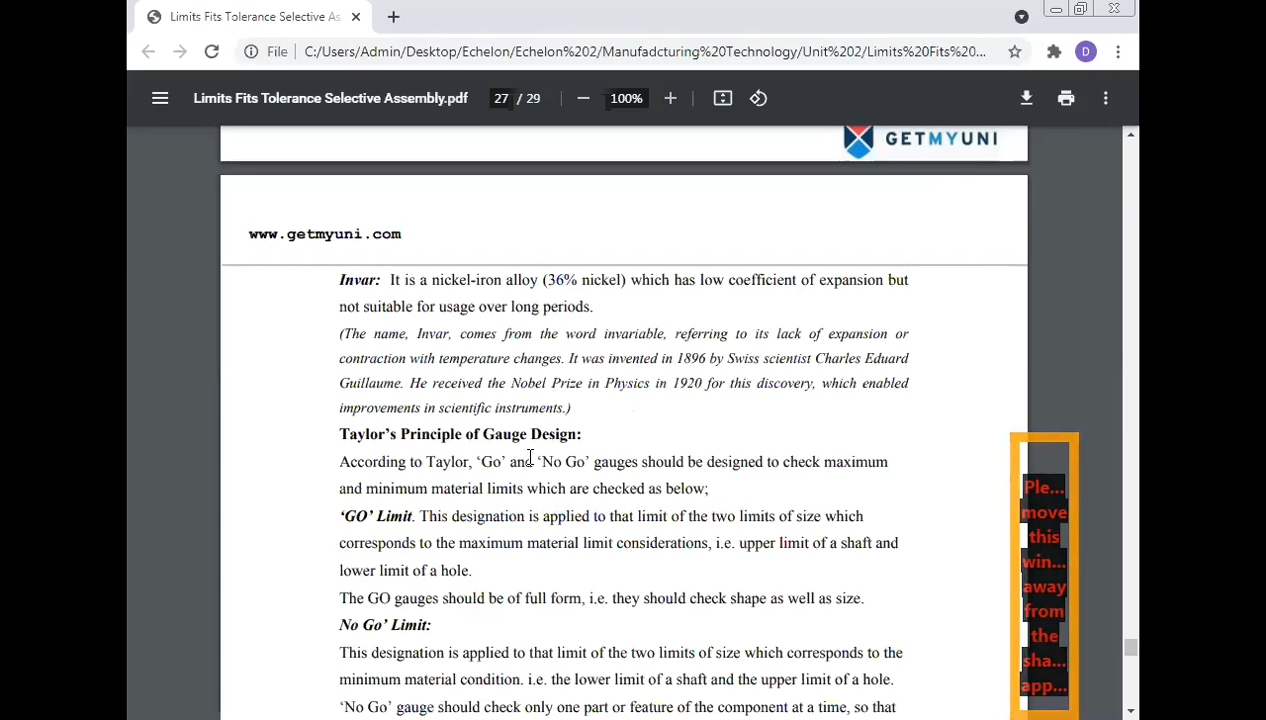 Limits Fits Tolerance Selective As
File
C:/Users/Admin/Desktop/Echelon/Echelon%202/Manufadcturing%20Technology/Unit%202/Limits%20Fits%20...
D
Limits Fits Tolerance Selective Assembly.pdf
27 / 29
100%
GETMYUNI
www.getmyuni.com
Invar: It is a nickel-iron alloy (36% nickel) which has low coefficient of expansion but
not suitable for usage over long periods.
(The name, Invar, comes from the word invariable, referring to its lack of expansion or
contraction with temperature changes. It was invented in 1896 by Swiss scientist Charles Eduard
Guillaume. He received the Nobel Prize in Physics in 1920 for this discovery, which enabled
improvements in scientific instruments.)
Taylor's Principle of Gauge Design:
According to Taylor, 'Go' and 'No Go' gauges should be designed to check maximum
and minimum material limits which are checked as below;
'GO' Limit. This designation is applied to that limit of the two limits of size which
corresponds to the maximum material limit considerations, i.e. upper limit of a shaft and
lower limit of a hole.
The GO gauges should be of full form, i.e. they should check shape as well as size.
No Go' Limit:
This designation is applied to that limit of the two limits of size which corresponds to the
minimum material condition. i.e. the lower limit of a shaft and the upper limit of a hole.
'No Go' gauge should check only one part or feature of the component at a time, so that
Ple...
move
this
win...
away
from
the
sha...
app...